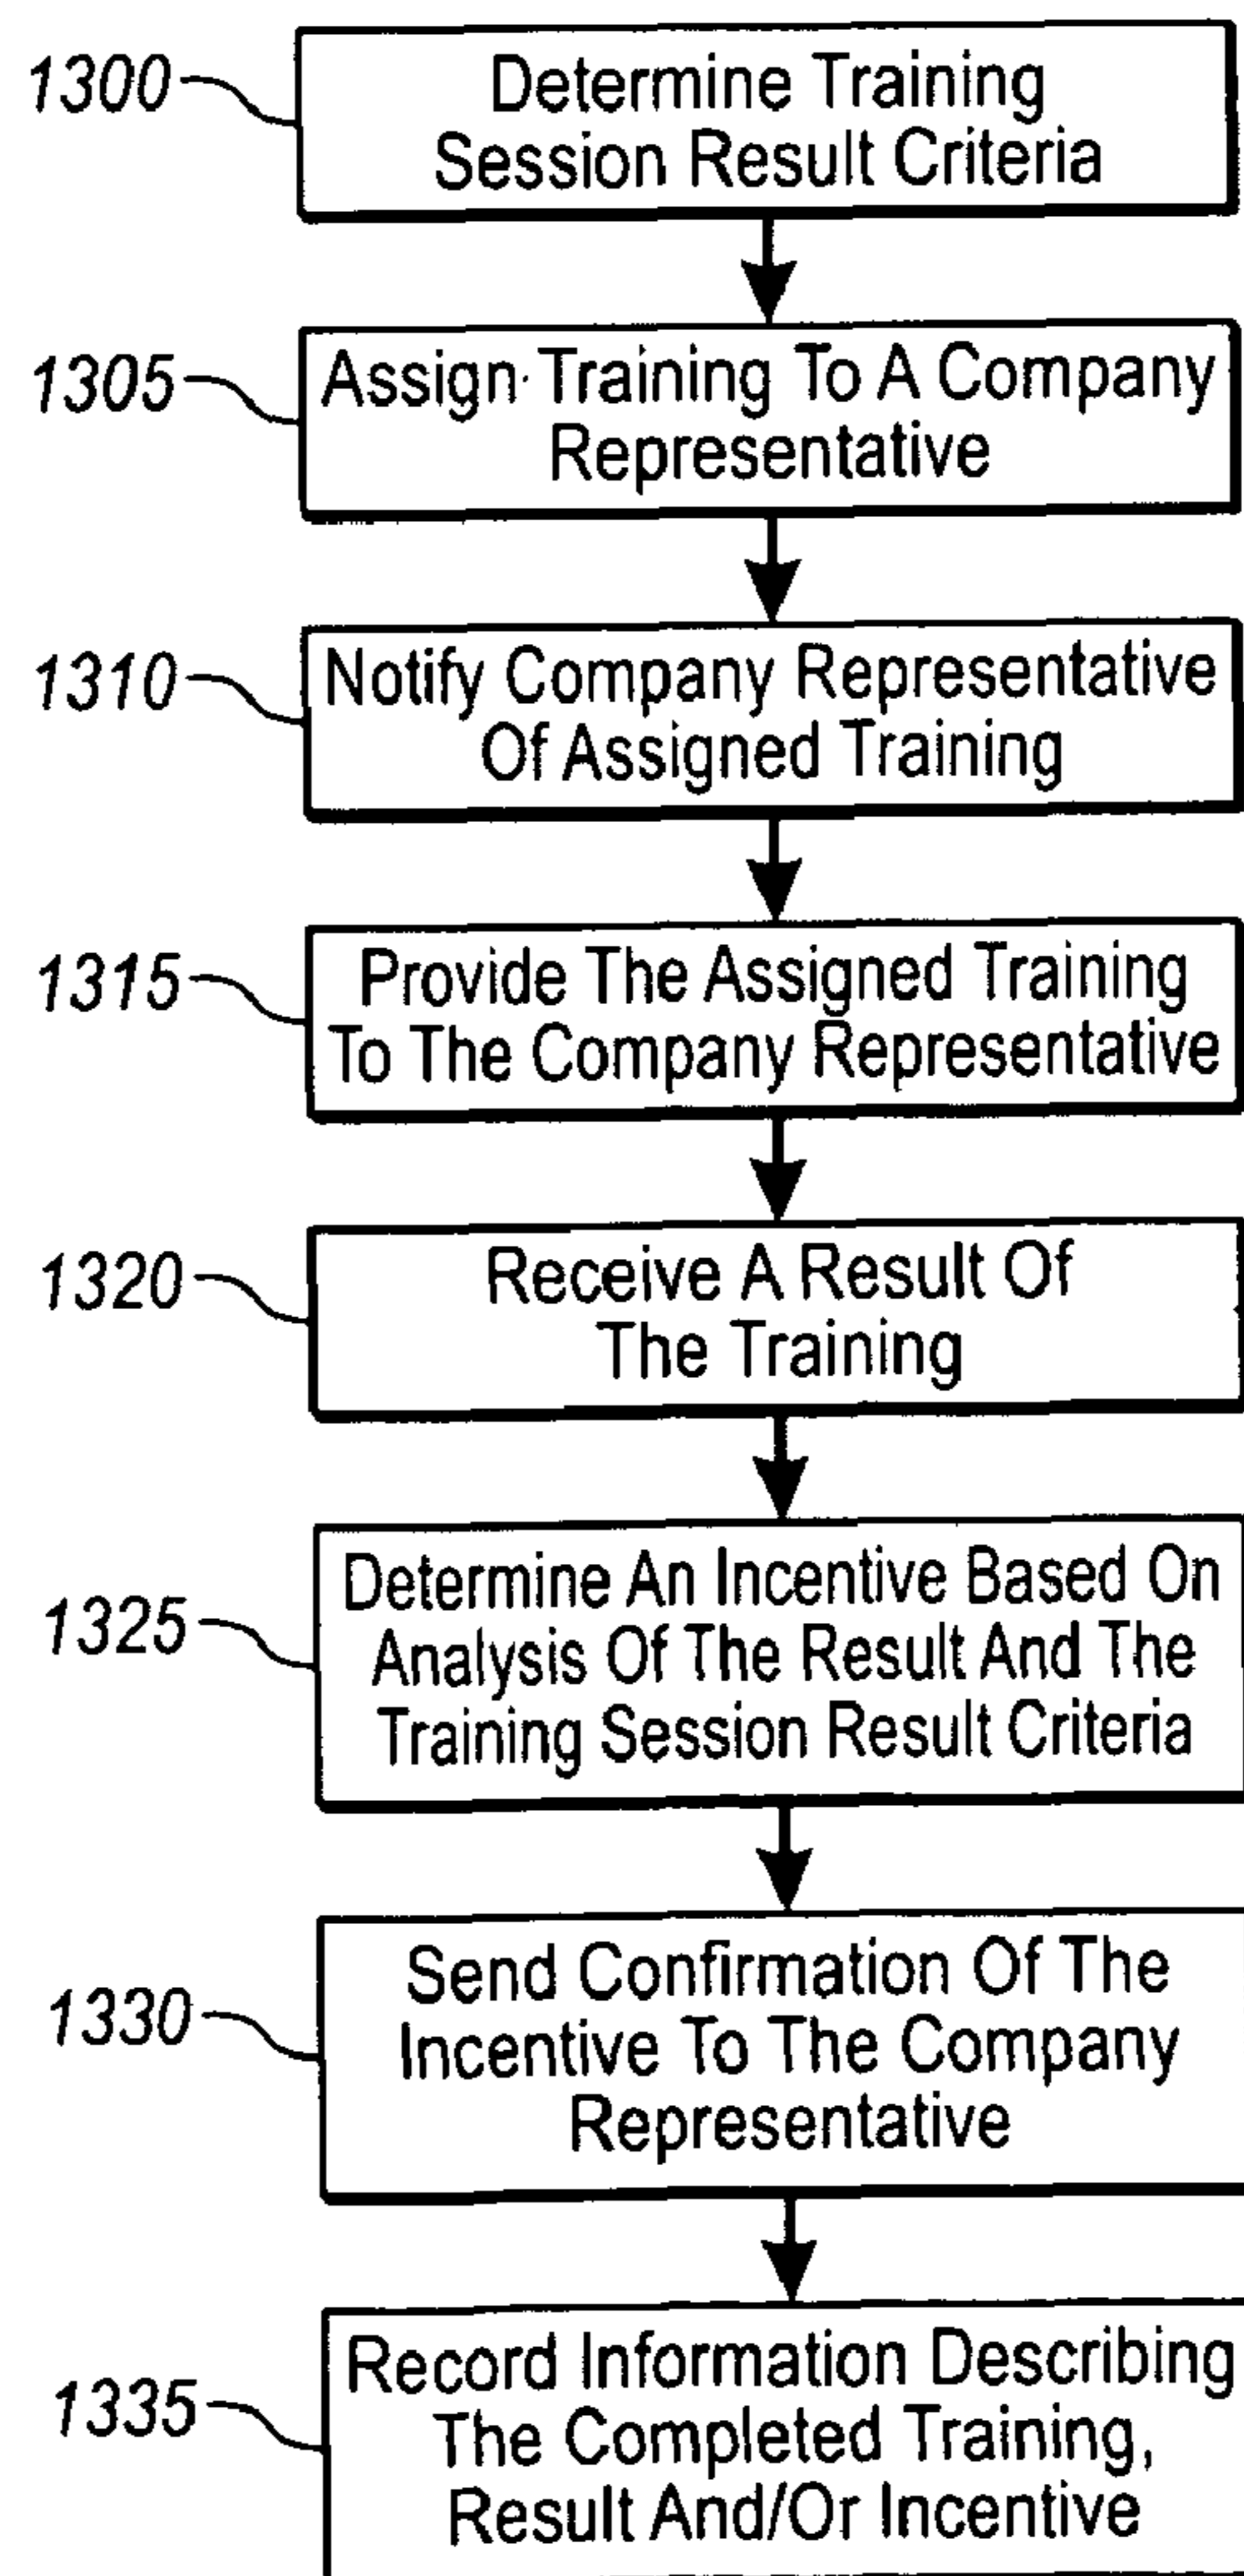 1300
Determine Training
Session Result Criteria
1305
Assign Training To A Company
Representative
1310
Notify Company Representative
Of Assigned Training
1315
Provide The Assigned Training
To The Company Representative
1320
Receive A Result Of
The Training
1325
Determine An Incentive Based On
Analysis Of The Result And The
Training Session Result Criteria
1330
Send Confirmation Of The
Incentive To The Company
Representative
1335
Record Information Describing
The Completed Training,
Result And/Or Incentive